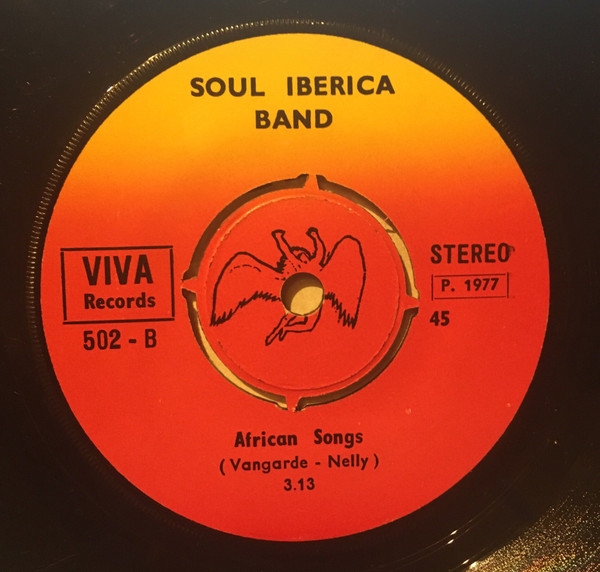 SOUL IBERICA
BAND
VIVA
Records
502 - B
STEREO
P. 1977
45
African Songs
( Vangarde - Nelly )
3.13